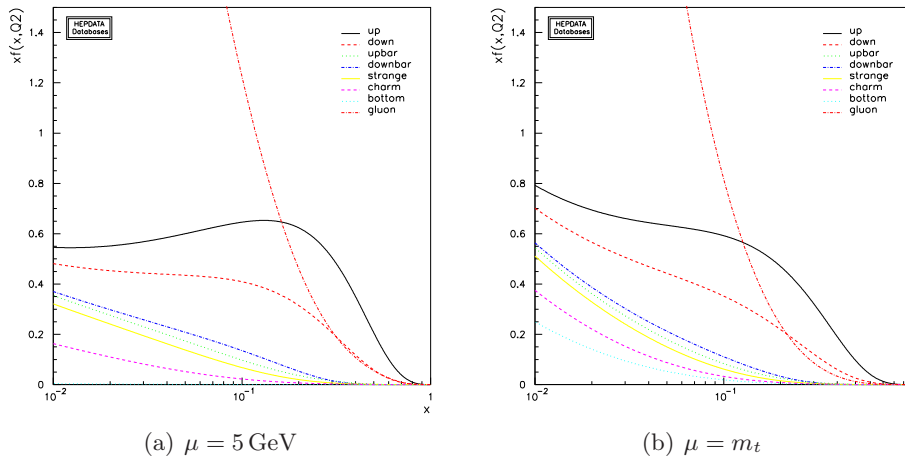 xf(x,Q2)
1.4
1.2
1
0.8
0.6
0.4
0.2
0
HEPDATA
Databases
up
down
upbar
downbar
strange
charm
bottom
gluon
10⁻²
10⁻¹
1
x
(a) μ = 5 GeV
xf(x,Q2)
1.4
1.2
1
0.8
0.6
0.4
0.2
0
HEPDATA
Databases
up
down
upbar
downbar
strange
charm
bottom
gluon
10⁻²
10⁻¹
(b) μ = mₜ